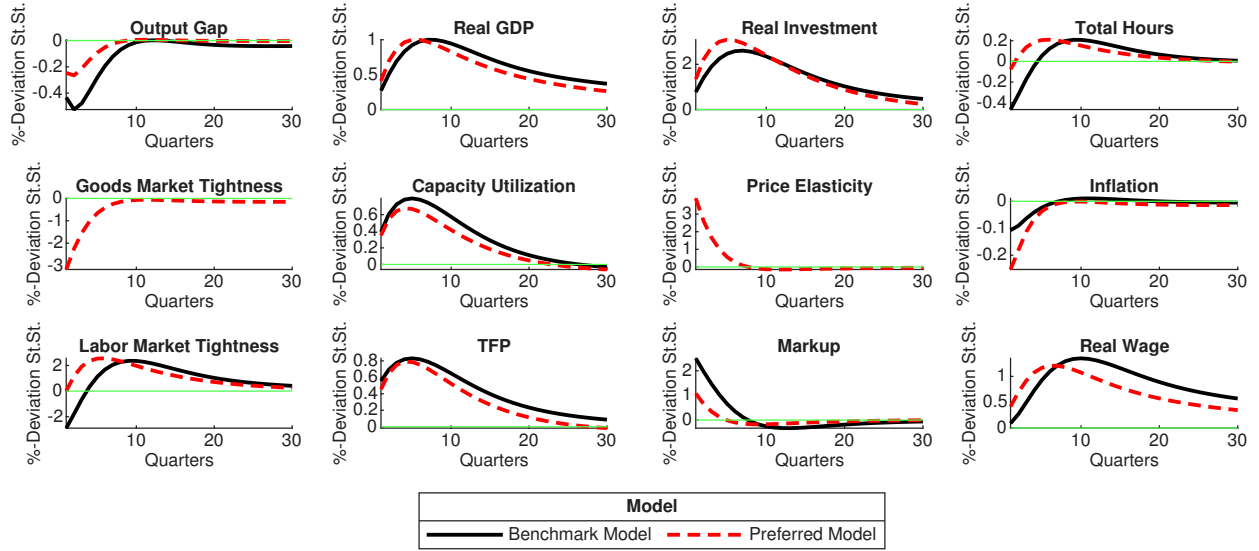 Output Gap
%-Deviation St.St.
0
-0.2
-0.4
10 20 30
Quarters
Real GDP
%-Deviation St.St.
1
0.5
0
10 20 30
Quarters
Real Investment
%-Deviation St.St.
2
0
10 20 30
Quarters
Total Hours
%-Deviation St.St.
0.2
0
-0.2
-0.4
10 20 30
Quarters
Goods Market Tightness
%-Deviation St.St.
0
-1
-2
-3
10 20 30
Quarters
Capacity Utilization
%-Deviation St.St.
0.8
0.6
0.4
0.2
0
10 20 30
Quarters
Price Elasticity
%-Deviation St.St.
3
2
1
0
10 20 30
Quarters
Inflation
%-Deviation St.St.
0
-0.1
-0.2
10 20 30
Quarters
Labor Market Tightness
%-Deviation St.St.
2
0
-2
10 20 30
Quarters
TFP
%-Deviation St.St.
0.8
0.6
0.4
0.2
0
10 20 30
Quarters
Markup
%-Deviation St.St.
2
1
0
10 20 30
Quarters
Real Wage
%-Deviation St.St.
1
0.5
0
10 20 30
Quarters
Model
Benchmark Model Preferred Model